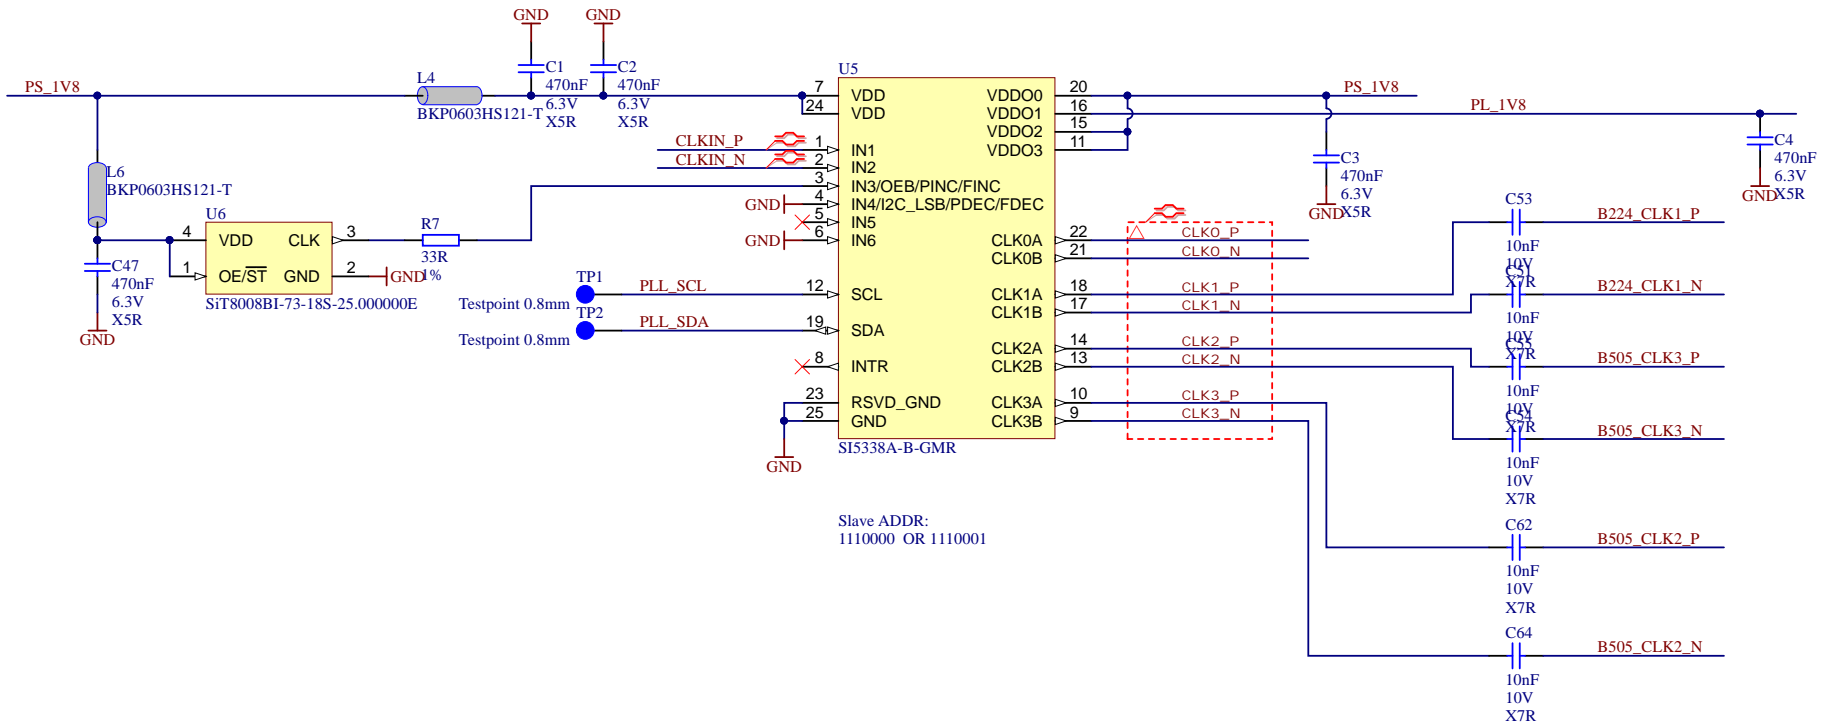 GND
GND
PS_1V8
L4
BKP0603HS121-T
C1
470nF
6.3V
X5R
C2
470nF
6.3V
X5R
U5
7
VDD
24
VDD
CLKIN_P
1
IN1
CLKIN_N
2
IN2
3
IN3/OEB/PINC/FINC
GND
4
IN4/I2C_LSB/PDEC/FDEC
5
IN5
GND
6
IN6
12
SCL
19
SDA
8
INTR
23
RSVD_GND
25
GND
GND
VDDO0
20
VDDO1
16
VDDO2
15
VDDO3
11
CLK0A
22
CLK0B
21
CLK1A
18
CLK1B
17
CLK2A
14
CLK2B
13
CLK3A
10
CLK3B
9
SI5338A-B-GMR
Slave ADDR:
1110000 OR 1110001
PS_1V8
PL_1V8
C3
470nF
6.3V
X5R
GND
C4
470nF
6.3V
X5R
GND
L6
BKP0603HS121-T
U6
4
VDD
CLK
3
1
OE/ST
GND
2
GND
SiT8008BI-73-18S-25.000000E
C47
470nF
6.3V
X5R
GND
R7
33R
1%
TP1
Testpoint 0.8mm
PLL_SCL
TP2
Testpoint 0.8mm
PLL_SDA
CLK0_P
CLK0_N
CLK1_P
CLK1_N
CLK2_P
CLK2_N
CLK3_P
CLK3_N
C53
10nF
10V
X7R
B224_CLK1_P
C51
10nF
10V
X7R
B224_CLK1_N
C55
10nF
10V
X7R
B505_CLK3_P
C54
10nF
10V
X7R
B505_CLK3_N
C62
10nF
10V
X7R
B505_CLK2_P
C64
10nF
10V
X7R
B505_CLK2_N